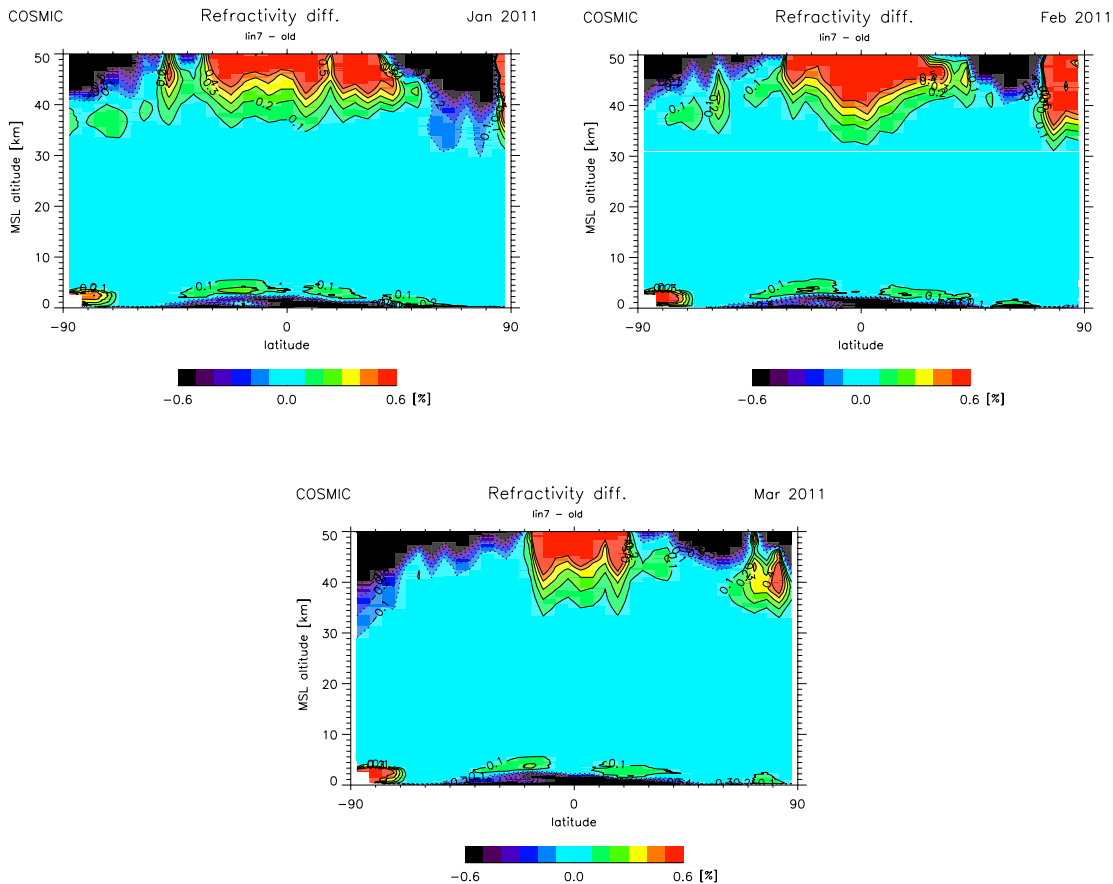 COSMIC Refractivity diff. Jan 2011
lin7 - old
MSL altitude [km]
50
40
30
20
10
0
-90 0 90
latitude
-0.6 0.0 0.6 [%]
COSMIC Refractivity diff. Feb 2011
lin7 - old
MSL altitude [km]
50
40
30
20
10
0
-90 0 90
latitude
-0.6 0.0 0.6 [%]
COSMIC Refractivity diff. Mar 2011
lin7 - old
MSL altitude [km]
50
40
30
20
10
0
-90 0 90
latitude
-0.6 0.0 0.6 [%]